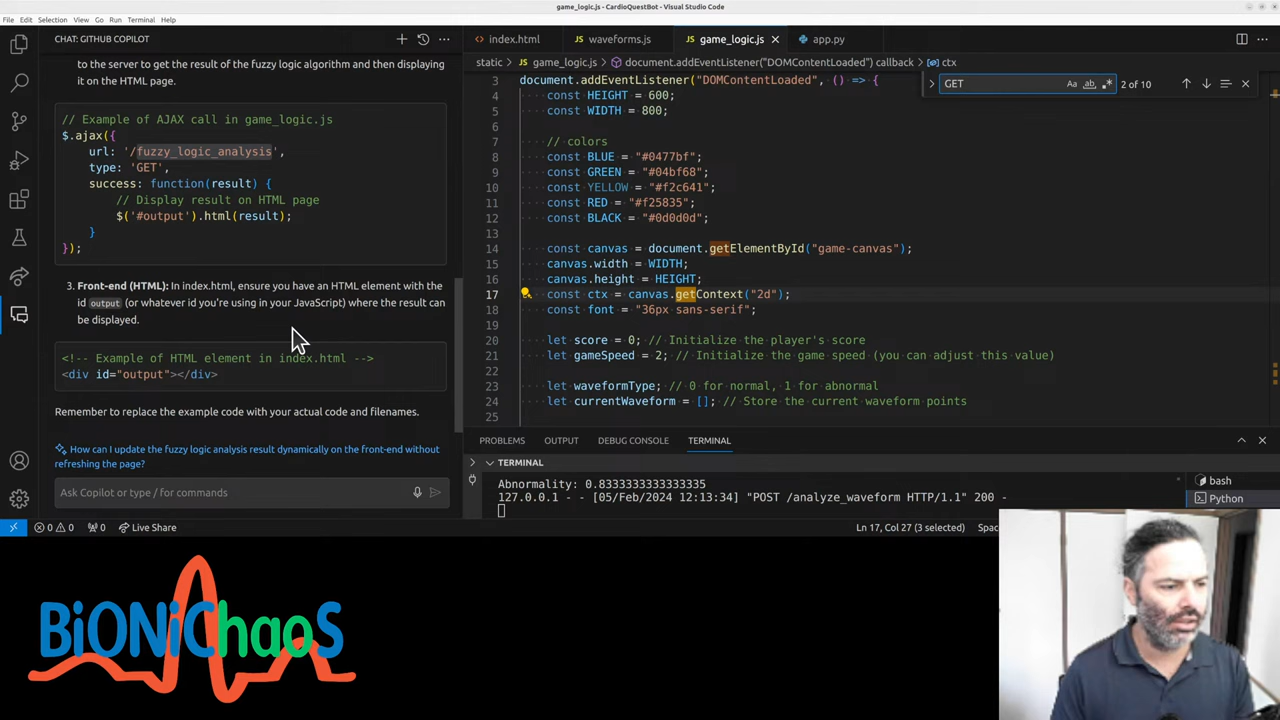 game_logic.js - CardioQuestBot - Visual Studio Code
File Edit Selection View Go Run Terminal Help
CHAT: GITHUB COPILOT
to the server to get the result of the fuzzy logic algorithm and then displaying
it on the HTML page.
// Example of AJAX call in game_logic.js
$.ajax({
url: '/fuzzy_logic_analysis',
type: 'GET',
success: function(result) {
// Display result on HTML page
$('#output').html(result);
}
});
3. Front-end (HTML): In index.html, ensure you have an HTML element with the
id output (or whatever id you're using in your JavaScript) where the result can
be displayed.
<!-- Example of HTML element in index.html -->
<div id="output"></div>
Remember to replace the example code with your actual code and filenames.
How can I update the fuzzy logic analysis result dynamically on the front-end without
refreshing the page?
Ask Copilot or type / for commands
index.html waveforms.js game_logic.js app.py
static > game_logic.js > document.addEventListener("DOMContentLoaded") callback > ctx
GET Aa ab 2 of 10
3 document.addEventListener("DOMContentLoaded", () => {
4 const HEIGHT = 600;
5 const WIDTH = 800;
6
7 // colors
8 const BLUE = "#0477bf";
9 const GREEN = "#04bf68";
10 const YELLOW = "#f2c641";
11 const RED = "#f25835";
12 const BLACK = "#0d0d0d";
13
14 const canvas = document.getElementById("game-canvas");
15 canvas.width = WIDTH;
16 canvas.height = HEIGHT;
17 const ctx = canvas.getContext("2d");
18 const font = "36px sans-serif";
19
20 let score = 0; // Initialize the player's score
21 let gameSpeed = 2; // Initialize the game speed (you can adjust this value)
22
23 let waveformType; // 0 for normal, 1 for abnormal
24 let currentWaveform = []; // Store the current waveform points
25
PROBLEMS OUTPUT DEBUG CONSOLE TERMINAL
TERMINAL
Abnormality: 0.8333333333333335
127.0.0.1 - - [05/Feb/2024 12:13:34] "POST /analyze_waveform HTTP/1.1" 200 -
bash
Python
0 0 0 Live Share
Ln 17, Col 27 (3 selected)
BiONiChaoS